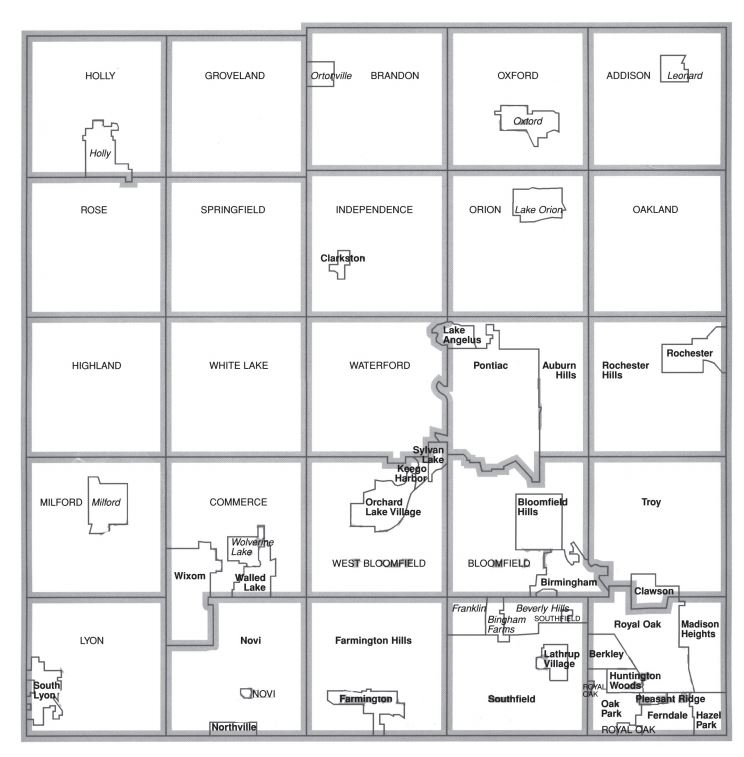 HOLLY
GROVELAND
Ortonville
BRANDON
OXFORD
ADDISON
Leonard
Oxford
Holly
ROSE
SPRINGFIELD
INDEPENDENCE
ORION
Lake Orion
OAKLAND
Clarkston
HIGHLAND
WHITE LAKE
WATERFORD
Lake
Angelus
Pontiac
Auburn
Hills
Rochester
Hills
Rochester
Sylvan
Lake
Keego
Harbor
MILFORD
Milford
COMMERCE
Orchard
Lake Village
Bloomfield
Hills
Troy
Wolverine
Lake
WEST BLOOMFIELD
BLOOMFIELD
Wixom
Walled
Lake
Birmingham
Clawson
LYON
Novi
Farmington Hills
Franklin
Bingham
Farms
Beverly Hills
SOUTHFIELD
Royal Oak
Madison
Heights
Lathrup
Village
Berkley
South
Lyon
NOVI
Farmington
Southfield
ROYAL
OAK
Huntington
Woods
Pleasant Ridge
Oak
Park
Ferndale
Hazel
Park
Northville
ROYAL OAK